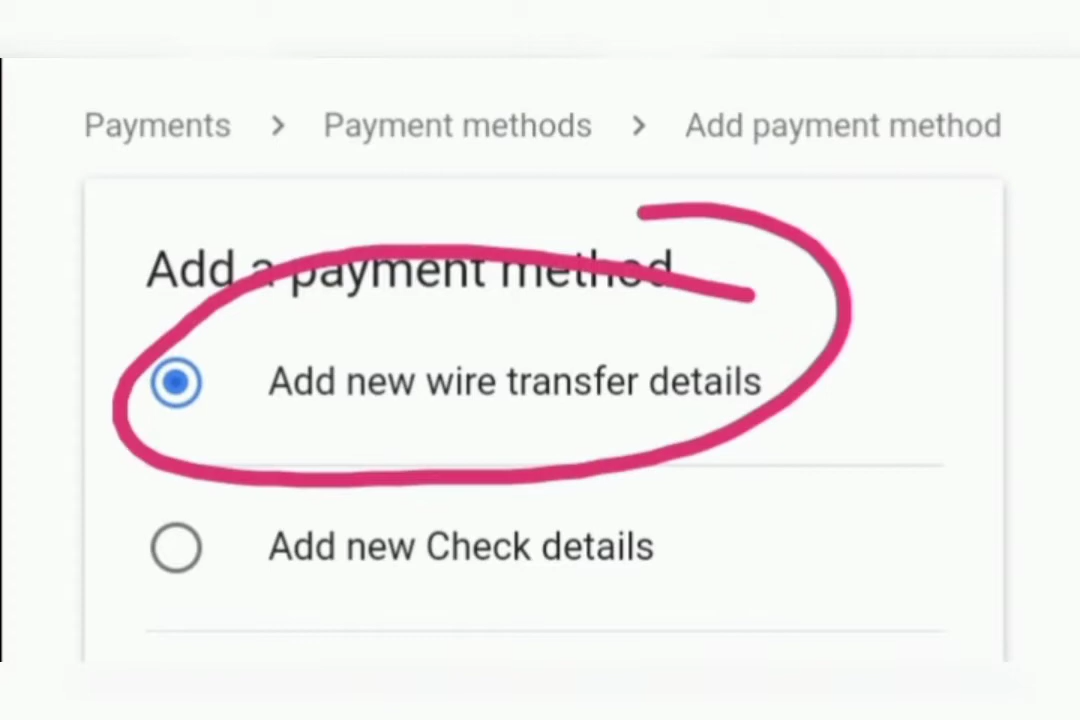 Payments > Payment methods > Add payment method
Add a payment method
Add new wire transfer details
Add new Check details